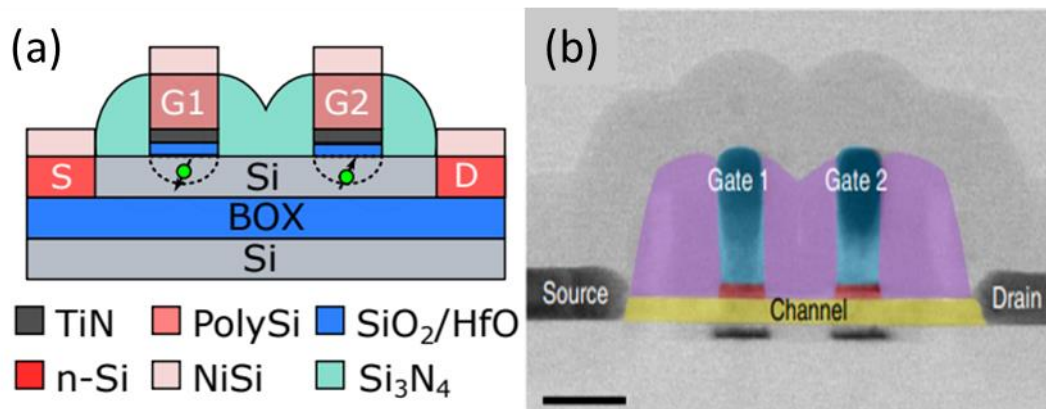 (a)
G1
G2
S
Si
D
BOX
Si
TiN
PolySi
SiO₂/HfO
n-Si
NiSi
Si₃N₄
(b)
Gate 1
Gate 2
Source
Channel
Drain